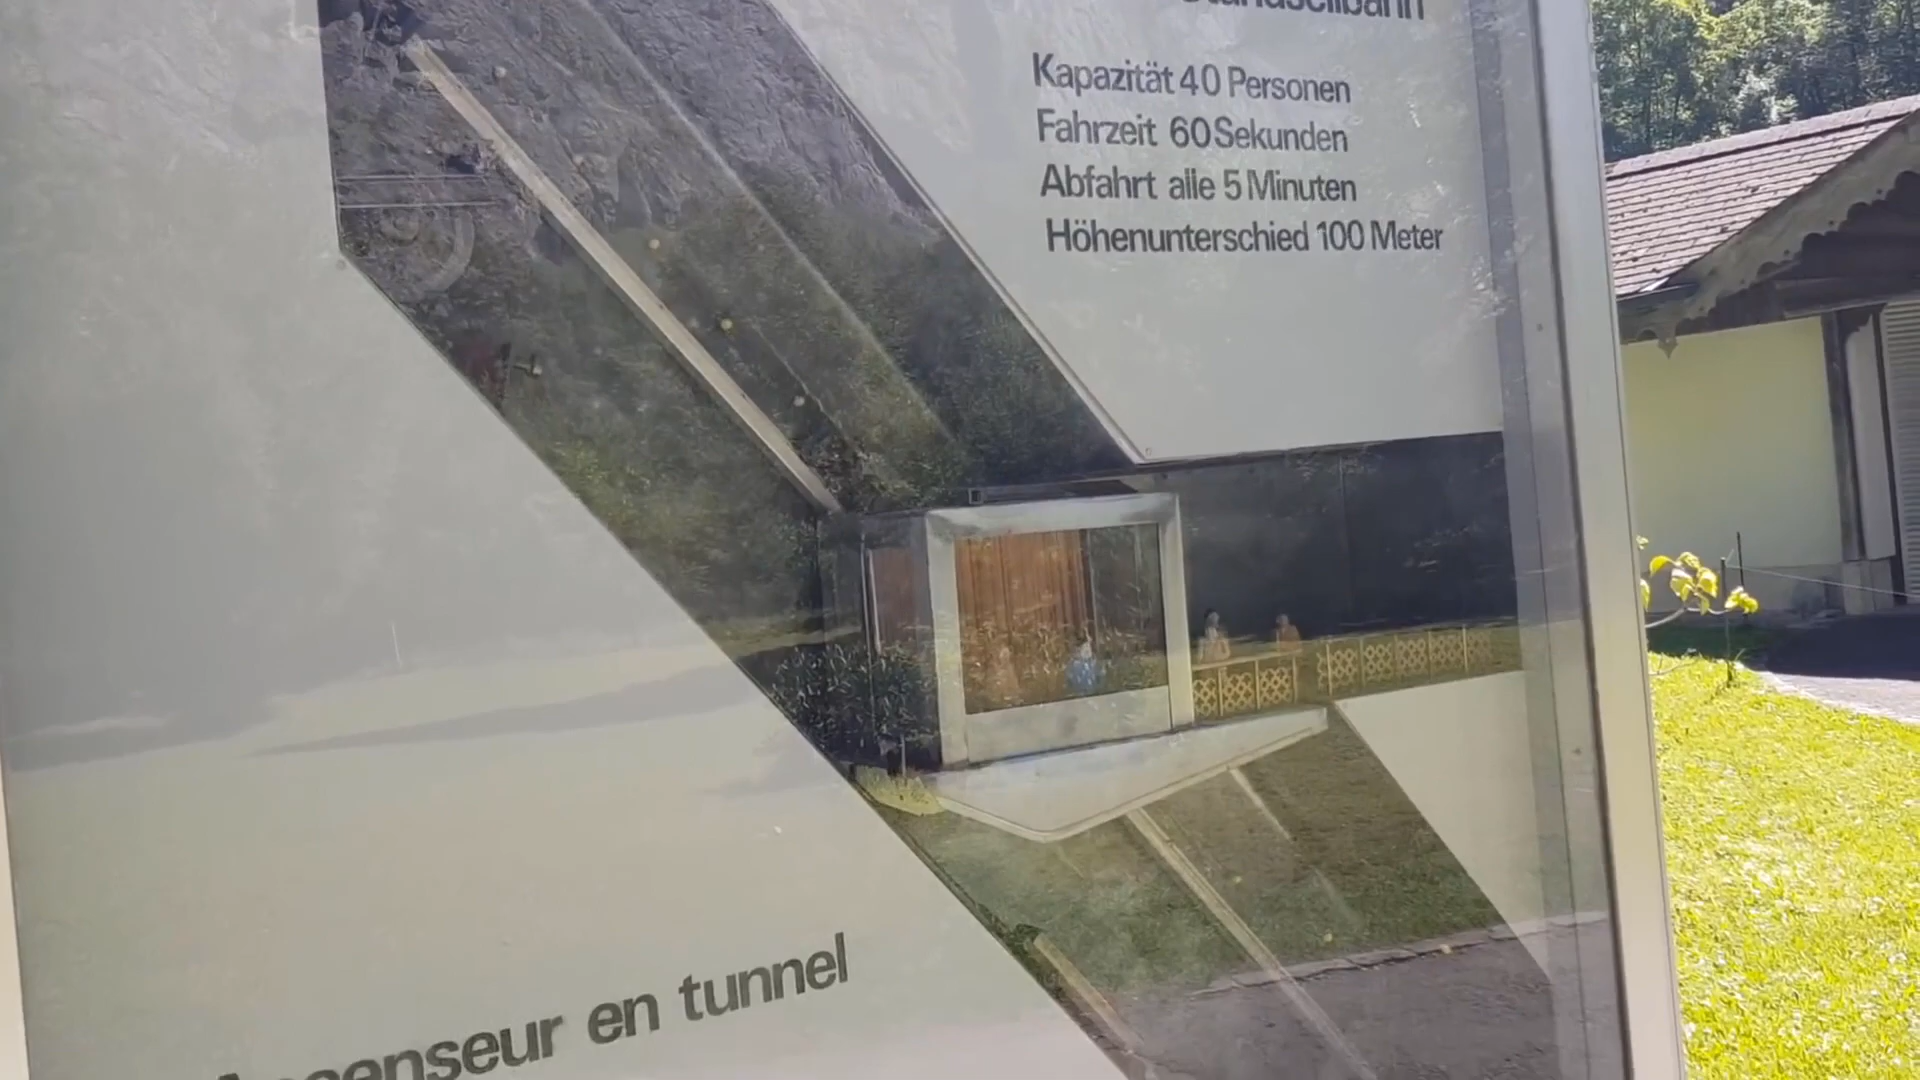 Kapazität 40 Personen
Fahrzeit 60 Sekunden
Abfahrt alle 5 Minuten
Höhenunterschied 100 Meter
en tunnel